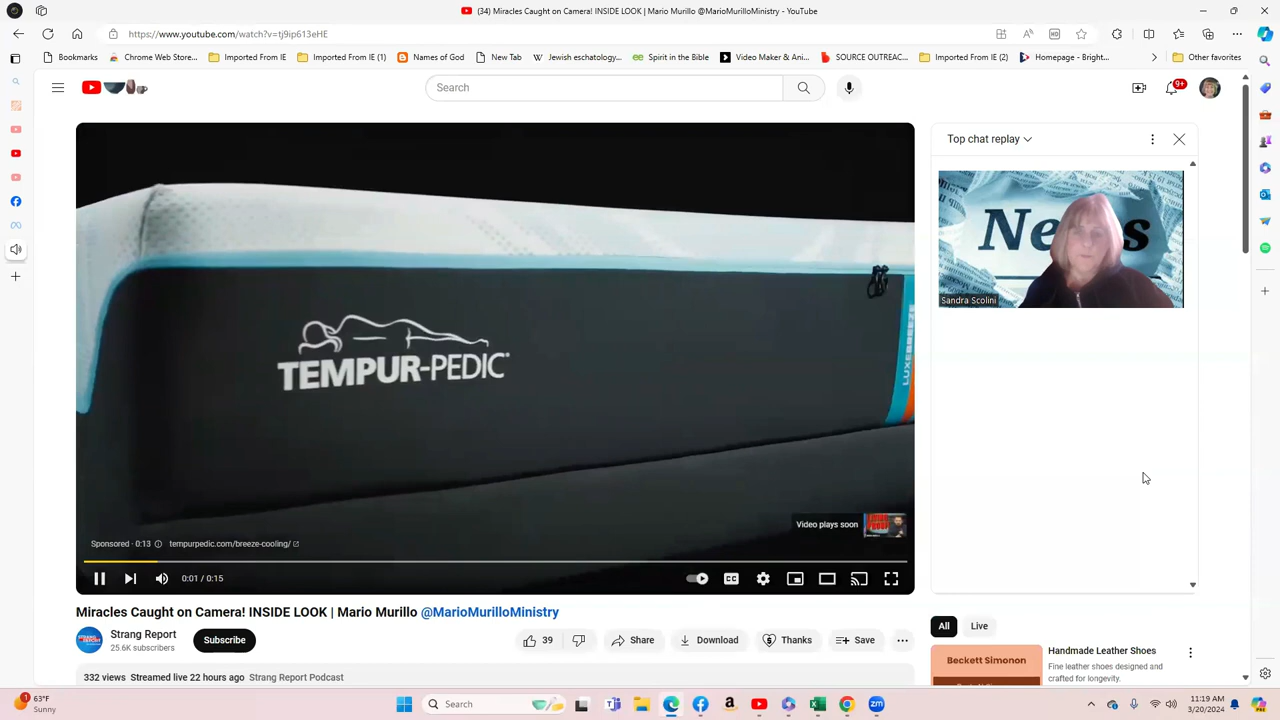 (34) Miracles Caught on Camera! INSIDE LOOK | Mario Murillo @MarioMurilloMinistry - YouTube
https://www.youtube.com/watch?v=tj9ip613eHE
Bookmarks
Chrome Web Store...
Imported From IE
Imported From IE (1)
Names of God
New Tab
Jewish eschatology...
Spirit in the Bible
Video Maker & Ani...
SOURCE OUTREAC...
Imported From IE (2)
Homepage - Bright...
Other favorites
Search
9+
Top chat replay
News
Sandra Scolini
TEMPUR-PEDIC
LUXEBREEZE
Video plays soon
Sponsored · 0:13
tempurpedic.com/breeze-cooling/
0:01 / 0:15
CC
Miracles Caught on Camera! INSIDE LOOK | Mario Murillo @MarioMurilloMinistry
Strang Report
25.6K subscribers
Subscribe
39
Share
Download
Thanks
Save
332 views Streamed live 22 hours ago Strang Report Podcast
All
Live
Beckett Simonon
Handmade Leather Shoes
Fine leather shoes designed and
crafted for longevity.
63°F
Sunny
Search
11:19 AM
3/20/2024